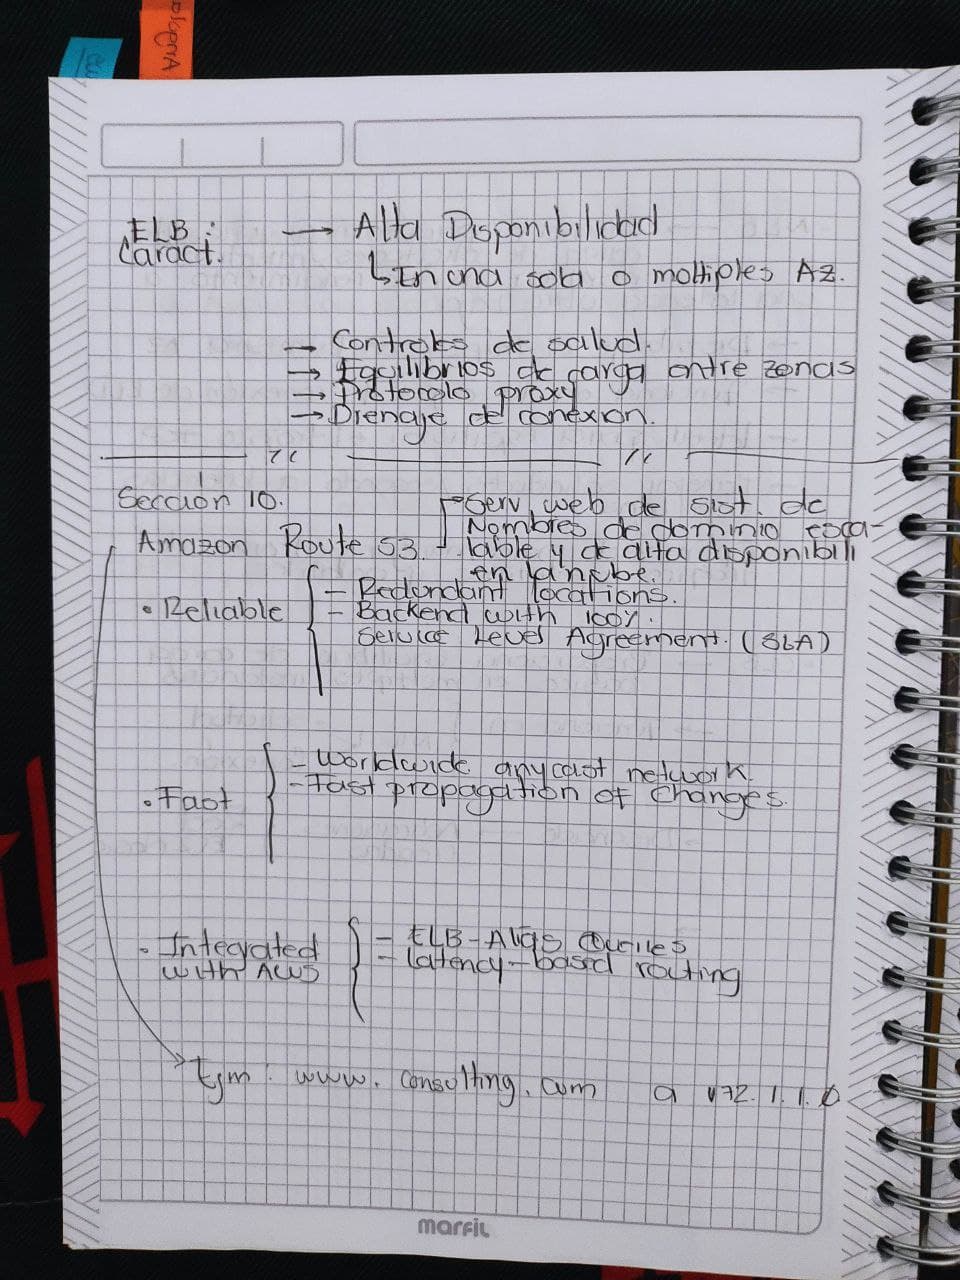 ELB : → Alta Disponibilidad
Caract.
↳ En una sola o multiples AZ.
→ Controles de salud.
→ Equilibrios de carga entre zonas
→ Protocolo proxy
→ Drenaje de conexion.
Sección 10.
Serv web de sist. de
Amazon Route 53. Nombres de dominio esca-
lable y de alta disponibili
en la nube.
• Reliable
- Redundant locations.
- Backend with 100%.
Service Level Agreement. (SLA)
• Fast
- Worldwide anycast network.
- Fast propagation of Changes.
• Integrated
with AWS
- ELB-Alias Queries
- Latency-based routing
Ejm : www. consulting. com a 172.1.1.0
marfil